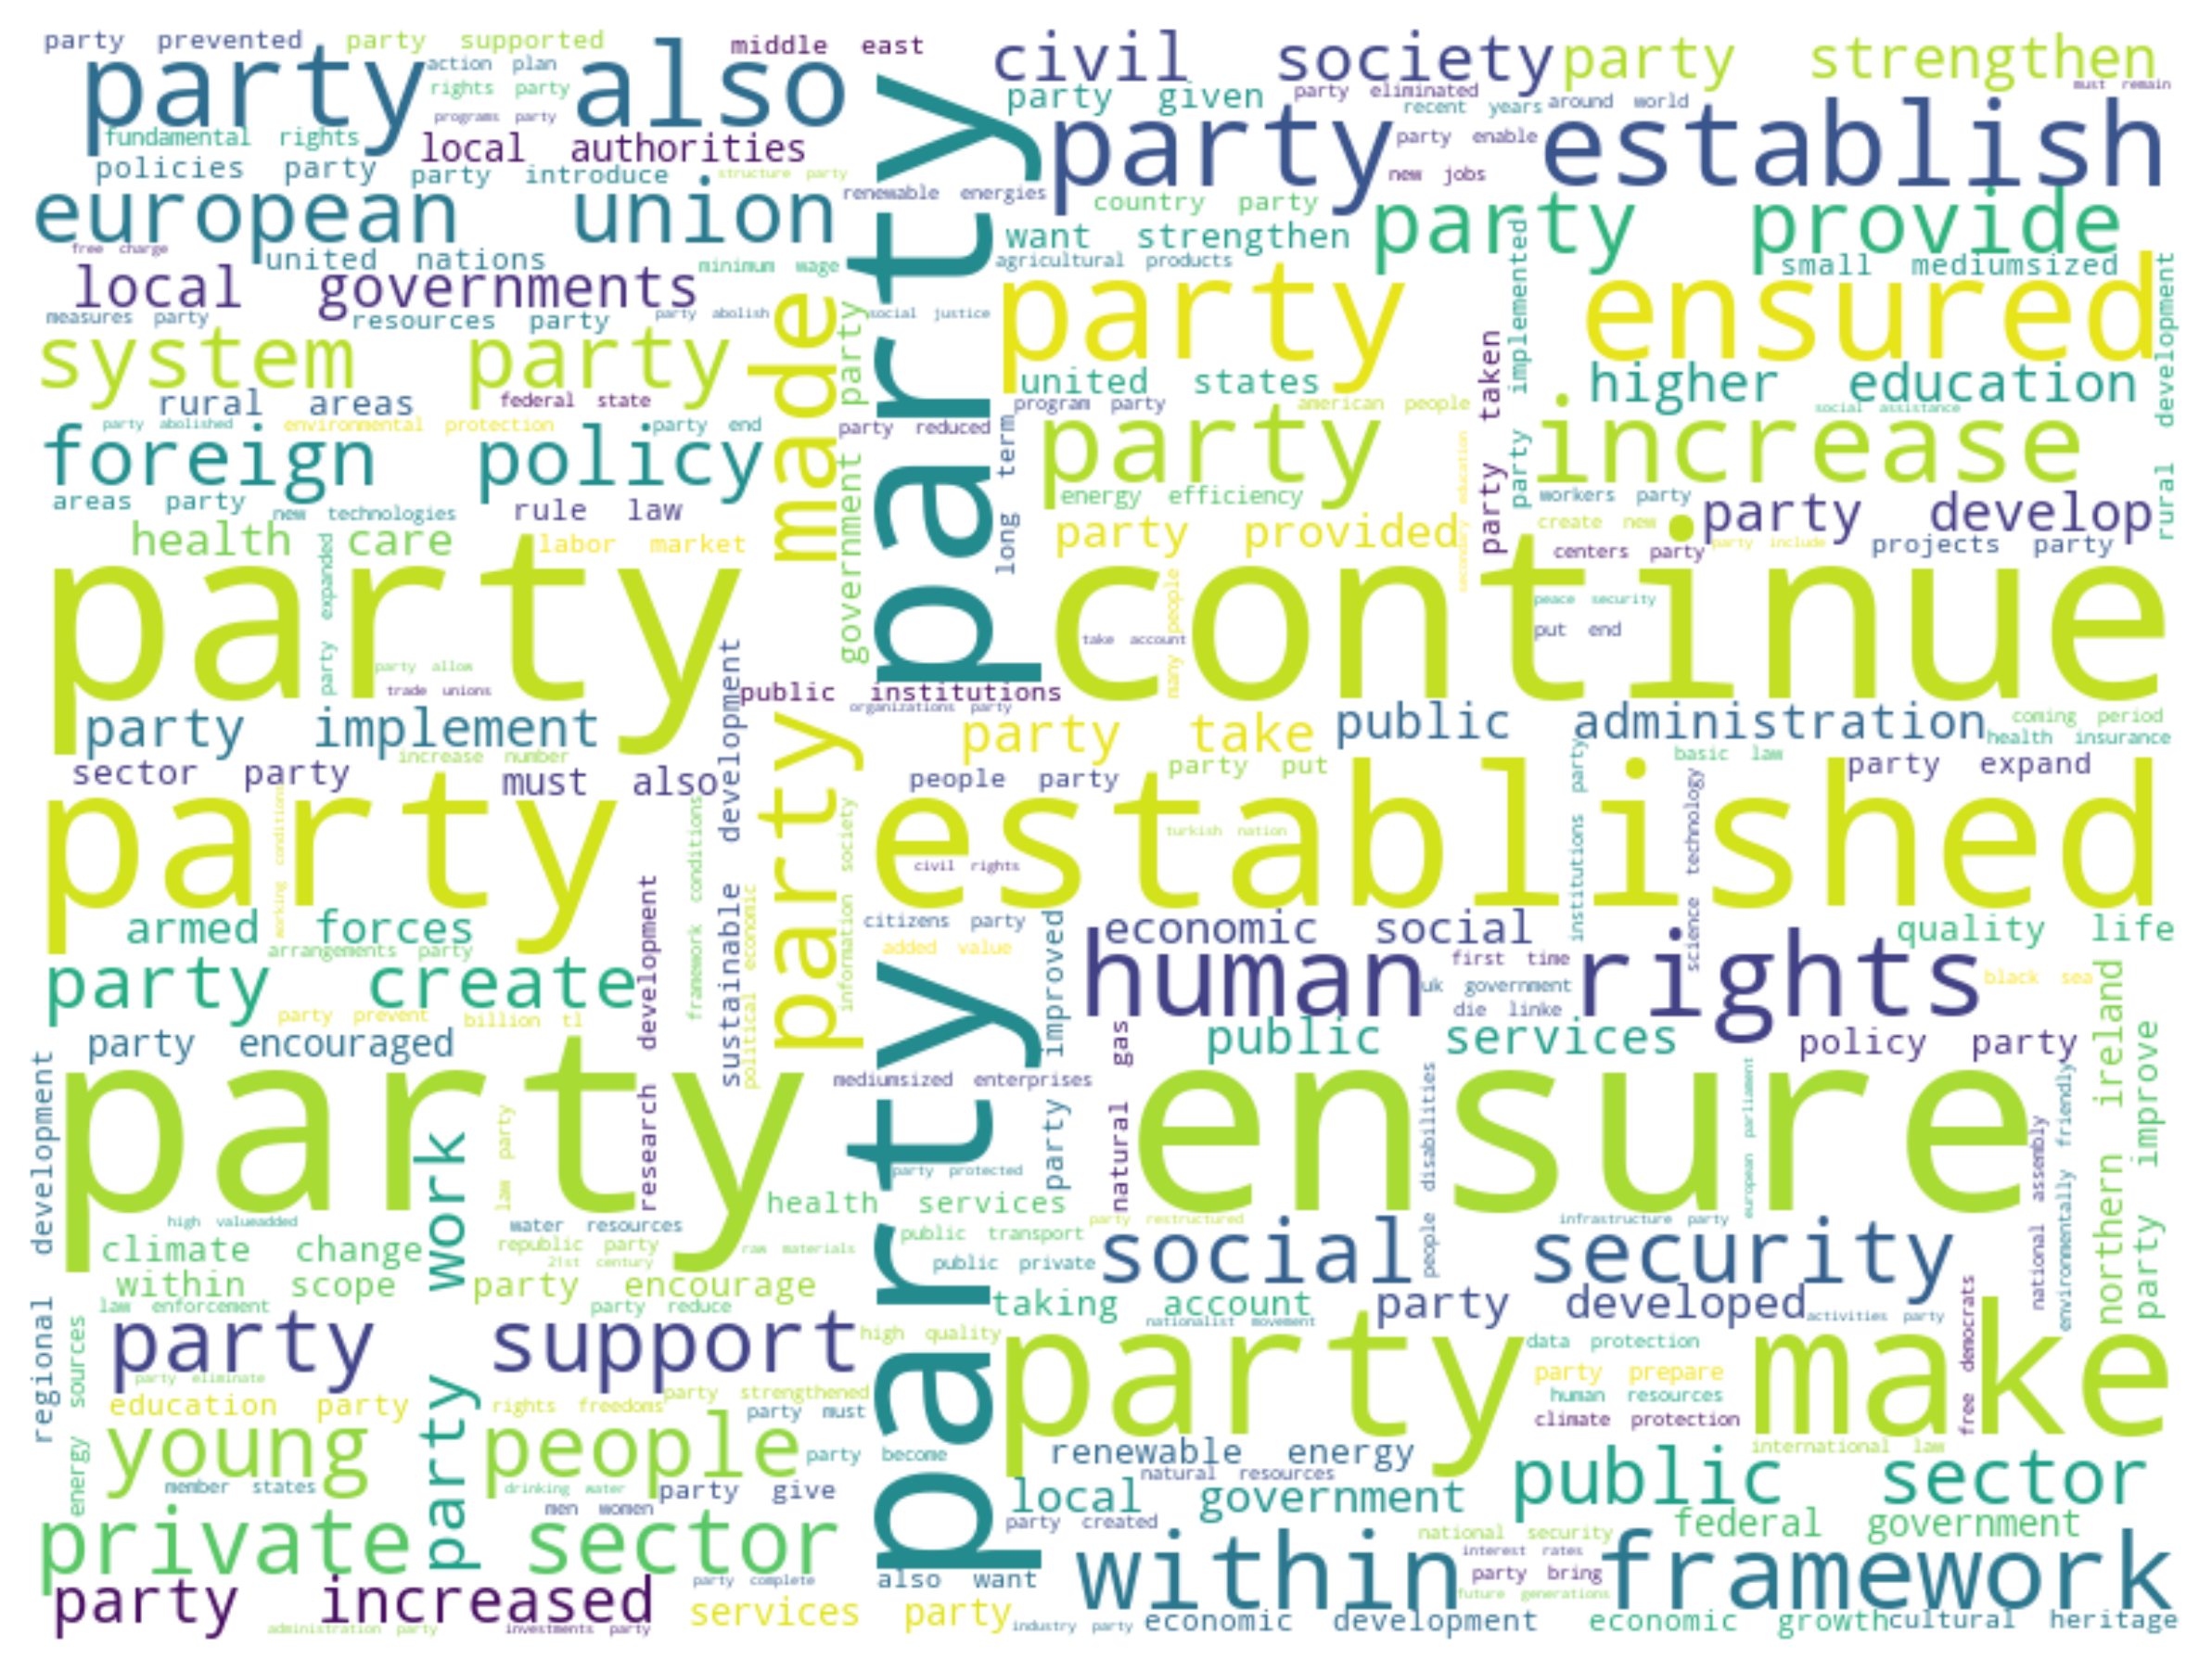 party prevented
party supported
middle east
civil society
party strengthen
party also
action plan
rights party
programs party
party given
party eliminated
recent years
around world
must remain
fundamental rights
local authorities
party establish
party enable
new jobs
policies party
party introduce
structure party
renewable energies
european union
country party
party provide
want strengthen
free charge
united nations
minimum wage
agricultural products
small mediumsized
local governments
party ensured
measures party
resources party
party abolish
social justice
party made
government party
party implemented
rural development
system party
united states
higher education
party taken
rural areas
federal state
program party
american people
social assistance
party abolished
environmental protection
party end
party reduced
long term
party increase
foreign policy
secondary education
areas party
new technologies
rule law
energy efficiency
workers party
party develop
health care
labor market
party provided
create new
centers party
party include
projects party
party expanded
party continue
many people
peace security
take account
put end
party allow
trade unions
public institutions
organizations party
party implement
party take
public administration
coming period
health insurance
increase number
sustainable development
basic law
institutions party
sector party
must also
people party
party put
party expand
science technology
party established
working conditions
framework conditions
information society
turkish nation
civil rights
political economic
research development
armed forces
citizens party
economic social
quality life
arrangements party
added value
party improved
human rights
first time
black sea
party create
uk government
die linke
northern ireland
party prevent
billion tl
natural gas
public services
policy party
party encouraged
party improve
regional development
mediumsized enterprises
people disabilities
european parliament
environmentally friendly
national assembly
party ensure
law party
party work
party protected
health services
high valueadded
water resources
public transport
party restructured
infrastructure party
climate change
republic party
raw materials
21st century
public private
social security
within scope
party encourage
law enforcement
party reduce
taking account
party developed
activities party
free democrats
energy sources
party support
high quality
nationalist movement
party make
data protection
party eliminate
party strengthened
party prepare
education party
rights freedoms
party must
human resources
climate protection
young people
party become
renewable energy
international law
member states
drinking water
party give
natural resources
public sector
men women
local government
private sector
party created
national security
federal government
within framework
interest rates
party bring
future generations
party increased
party complete
also want
services party
administration party
investments party
industry party
economic development
economic growth
cultural heritage